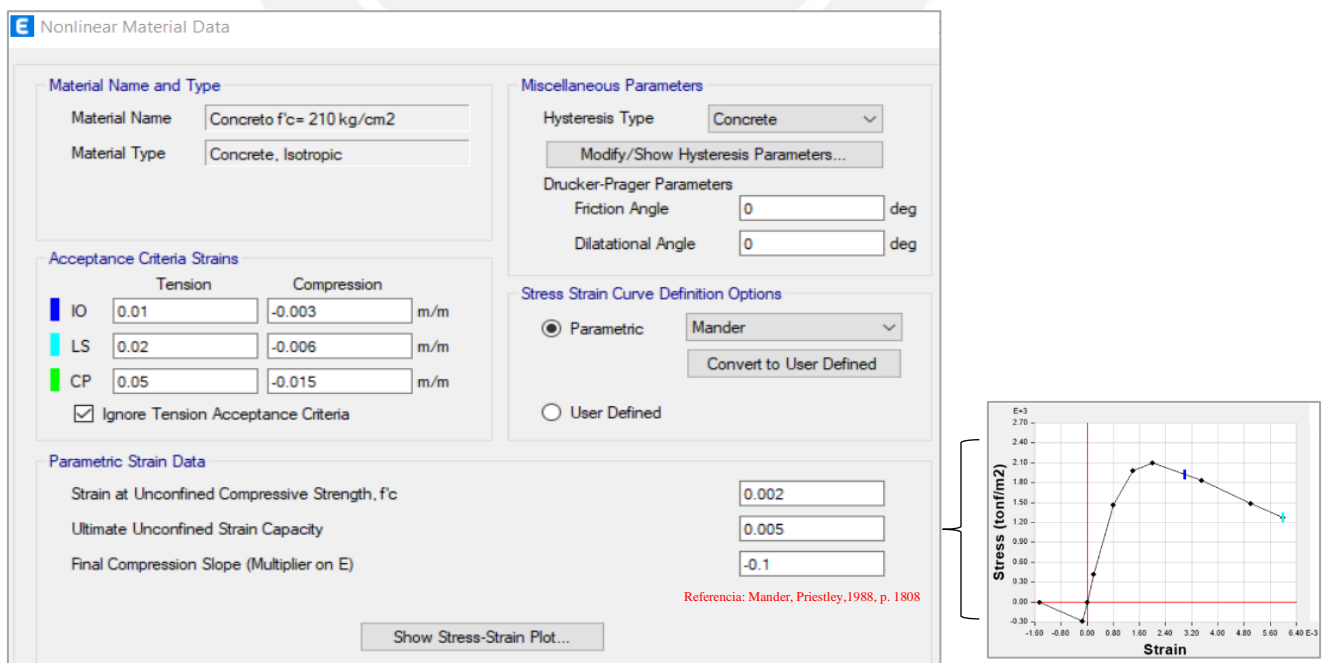 E Nonlinear Material Data
Material Name and Type
Material Name Concreto f'c= 210 kg/cm2
Material Type Concrete, Isotropic
Miscellaneous Parameters
Hysteresis Type Concrete
Modify/Show Hysteresis Parameters...
Drucker-Prager Parameters
Friction Angle 0 deg
Dilatational Angle 0 deg
Acceptance Criteria Strains
Tension Compression
IO 0.01 -0.003 m/m
LS 0.02 -0.006 m/m
CP 0.05 -0.015 m/m
Ignore Tension Acceptance Criteria
Stress Strain Curve Definition Options
Parametric Mander
Convert to User Defined
User Defined
Parametric Strain Data
Strain at Unconfined Compressive Strength, f'c 0.002
Ultimate Unconfined Strain Capacity 0.005
Final Compression Slope (Multiplier on E) -0.1
Referencia: Mander, Priestley,1988, p. 1808
Show Stress-Strain Plot...
E+3
2.70
2.40
2.10
1.80
1.50
1.20
0.90
0.60
0.30
0.00
-0.30
Stress (tonf/m2)
-1.60 -0.80 0.00 0.80 1.60 2.40 3.20 4.00 4.80 5.60 6.40 E-3
Strain